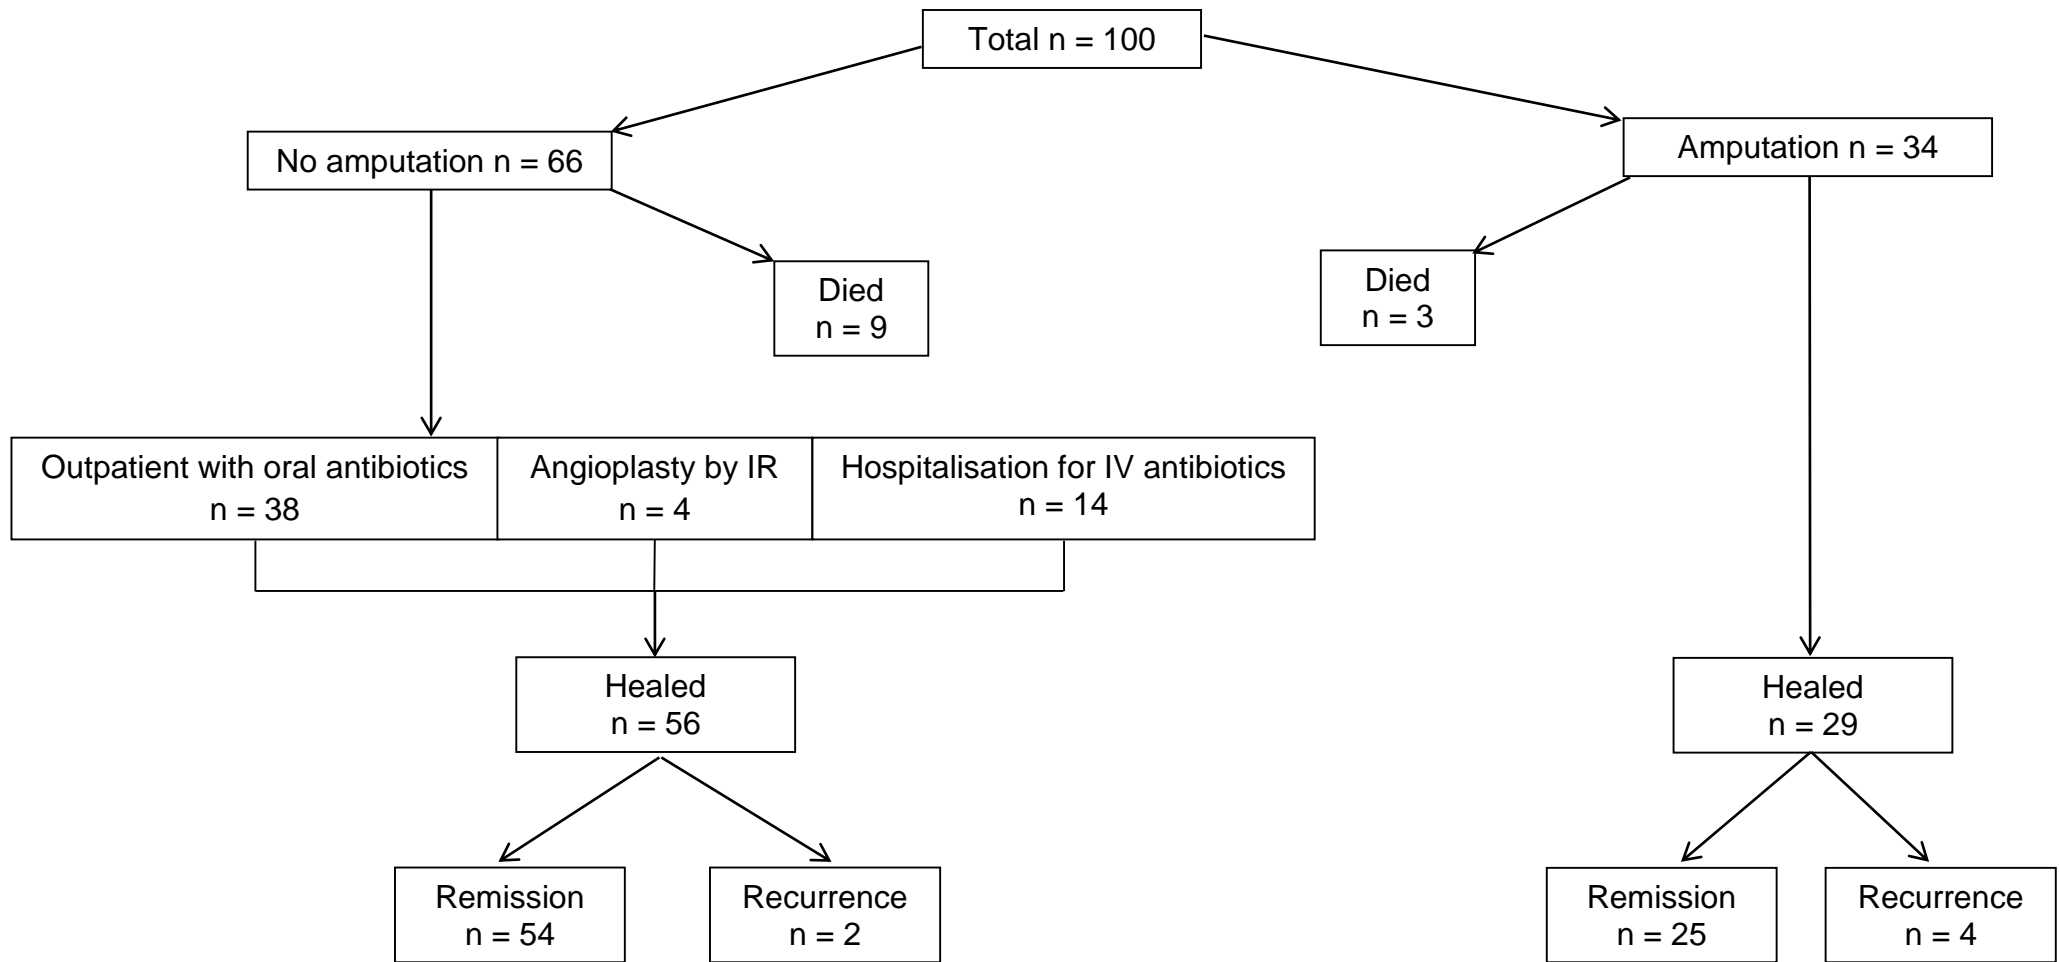 Total n = 100
No amputation n = 66
Amputation n = 34
Died
n = 9
Died
n = 3
Outpatient with oral antibiotics
n = 38
Angioplasty by IR
n = 4
Hospitalisation for IV antibiotics
n = 14
Healed
n = 56
Healed
n = 29
Remission
n = 54
Recurrence
n = 2
Remission
n = 25
Recurrence
n = 4